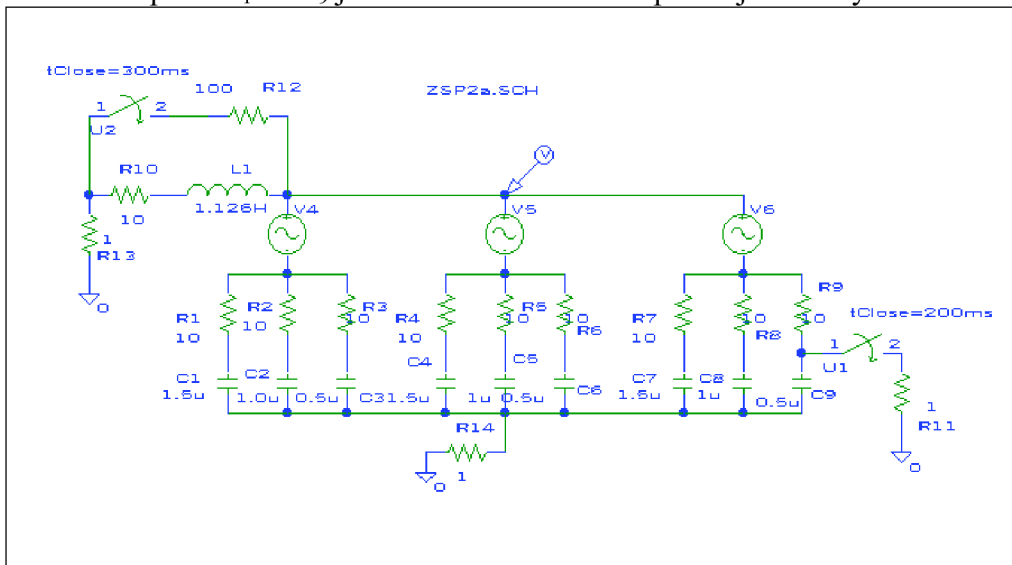 tClose=300ms
100 R12
ZSP2a.SCH
1 2
U2
V
R10 L1
10 1.126H
V4 V5 V6
1
R13
0
R1 R2 R3 R4 R5 R6 R7 R8 R9
10 10 10 10 10 10 10 10 10
tClose=200ms
1 2
U1
C1 C2 C3 C4 C5 C6 C7 C8 C9
1.5u 1.0u 0.5u 1.5u 1u 0.5u 1.5u 1u 0.5u
R14
1
0
1
R11
0